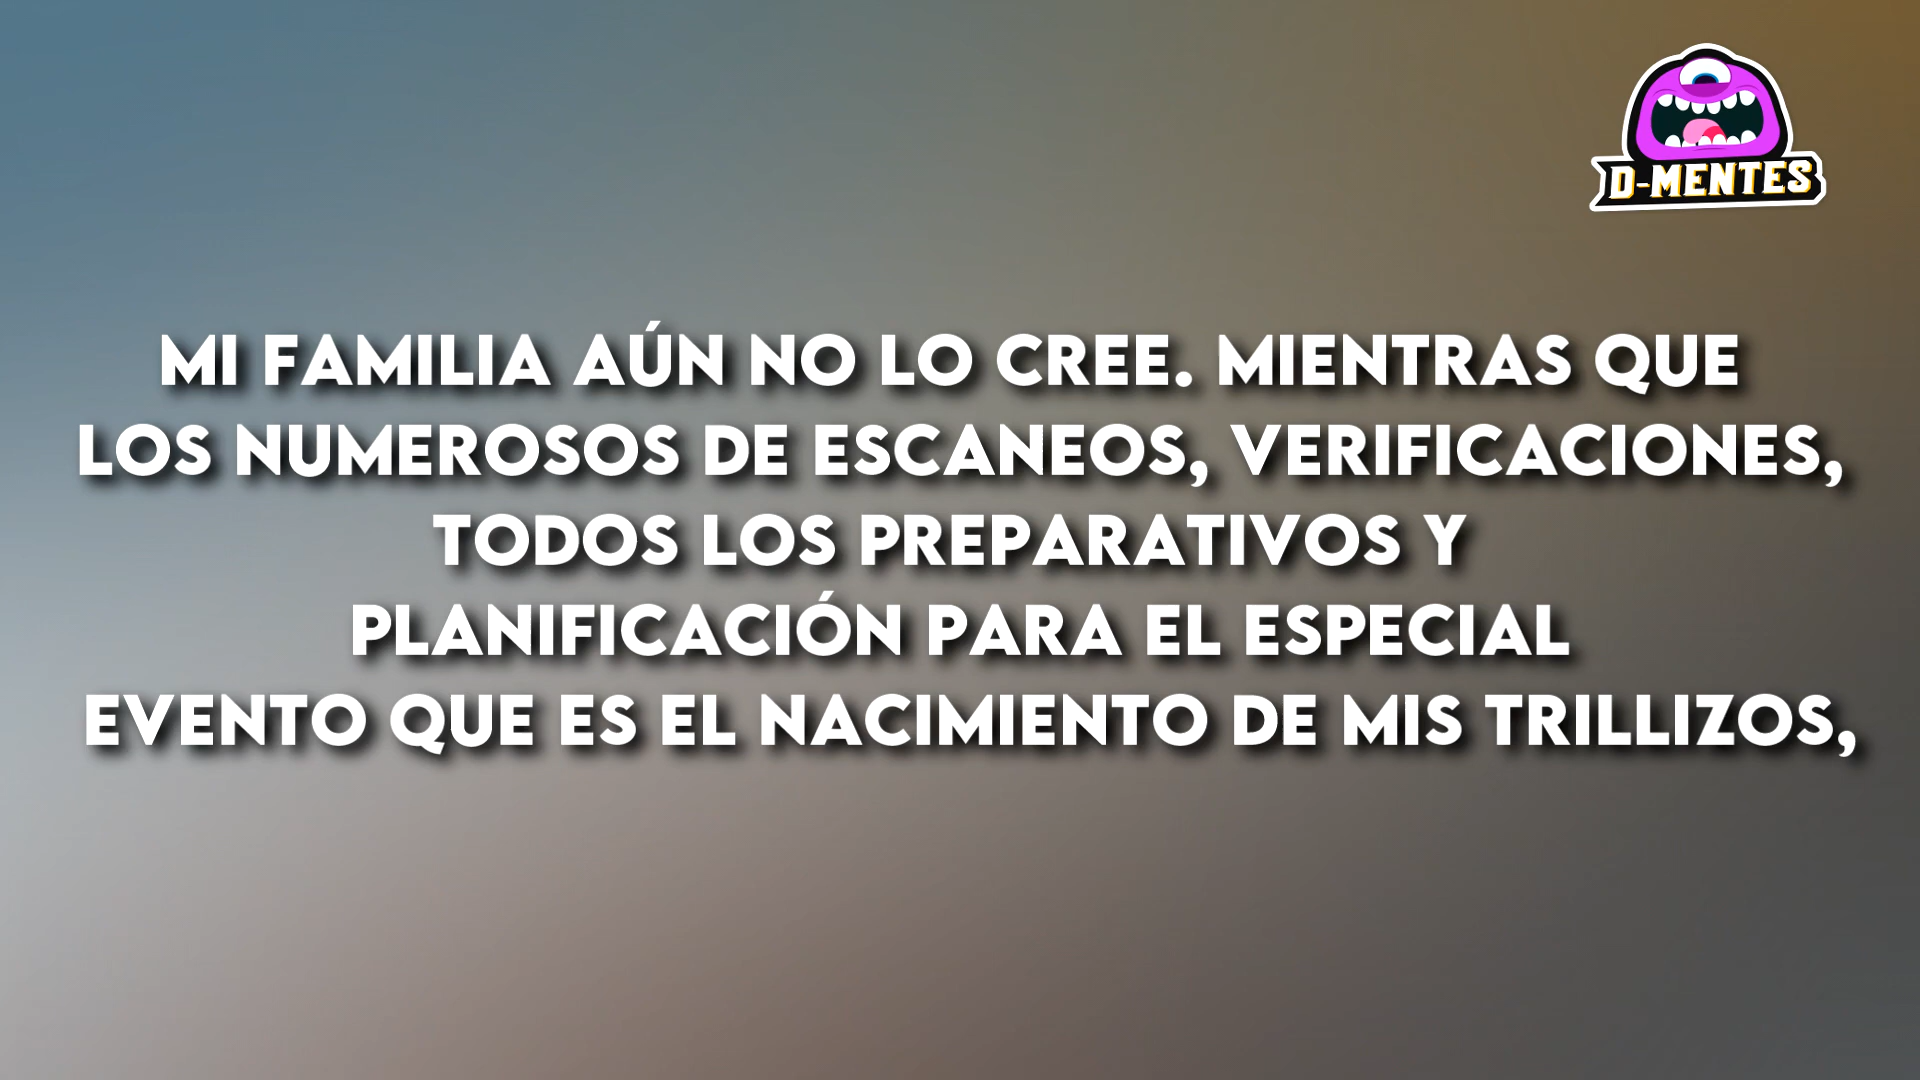 D-MENTES
MI FAMILIA AÚN NO LO CREE. MIENTRAS QUE
LOS NUMEROSOS DE ESCANEOS, VERIFICACIONES,
TODOS LOS PREPARATIVOS Y
PLANIFICACIÓN PARA EL ESPECIAL
EVENTO QUE ES EL NACIMIENTO DE MIS TRILLIZOS,